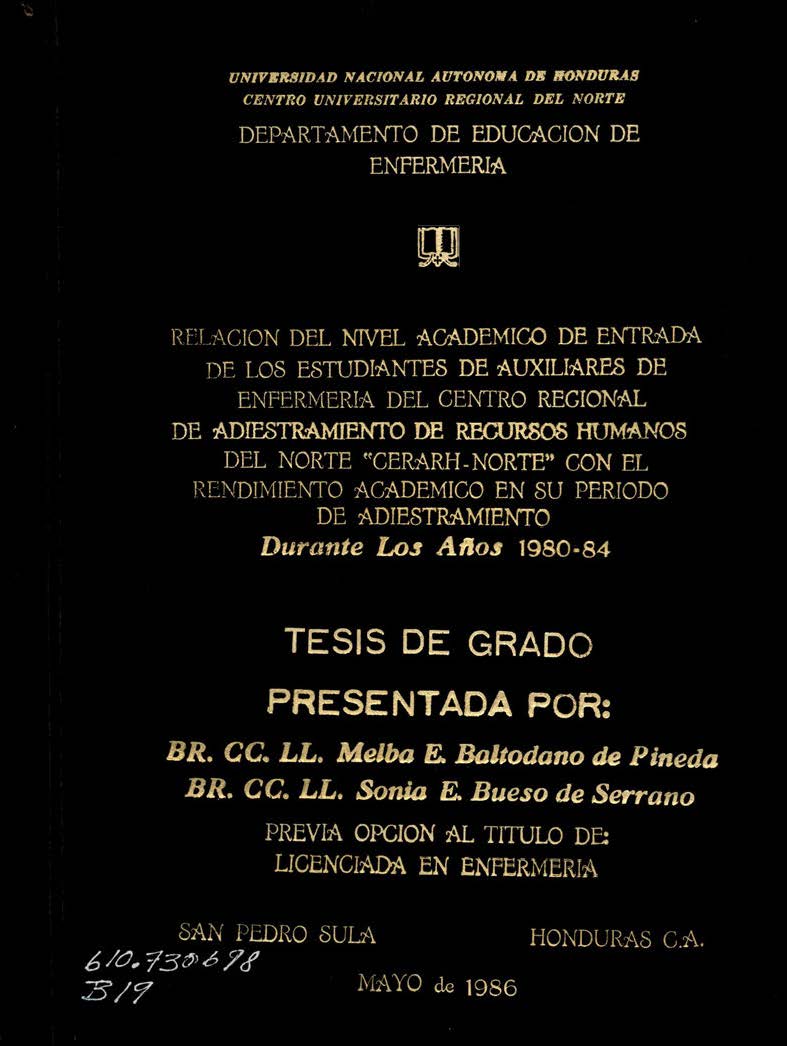 UNIVERSIDAD NACIONAL AUTONOMA DE HONDURAS
CENTRO UNIVERSITARIO REGIONAL DEL NORTE
DEPARTAMENTO DE EDUCACION DE
ENFERMERIA
RELACION DEL NIVEL ACADEMICO DE ENTRADA
DE LOS ESTUDIANTES DE AUXILIARES DE
ENFERMERIA DEL CENTRO REGIONAL
DE ADIESTRAMIENTO DE RECURSOS HUMANOS
DEL NORTE "CERARH-NORTE" CON EL
RENDIMIENTO ACADEMICO EN SU PERIODO
DE ADIESTRAMIENTO
Durante Los Años 1980-84
TESIS DE GRADO
PRESENTADA POR:
BR. CC. LL. Melba E. Baltodano de Pineda
BR. CC. LL. Sonia E. Bueso de Serrano
PREVIA OPCION AL TITULO DE:
LICENCIADA EN ENFERMERIA
SAN PEDRO SULA HONDURAS C.A.
610.730698
B19
MAYO de 1986